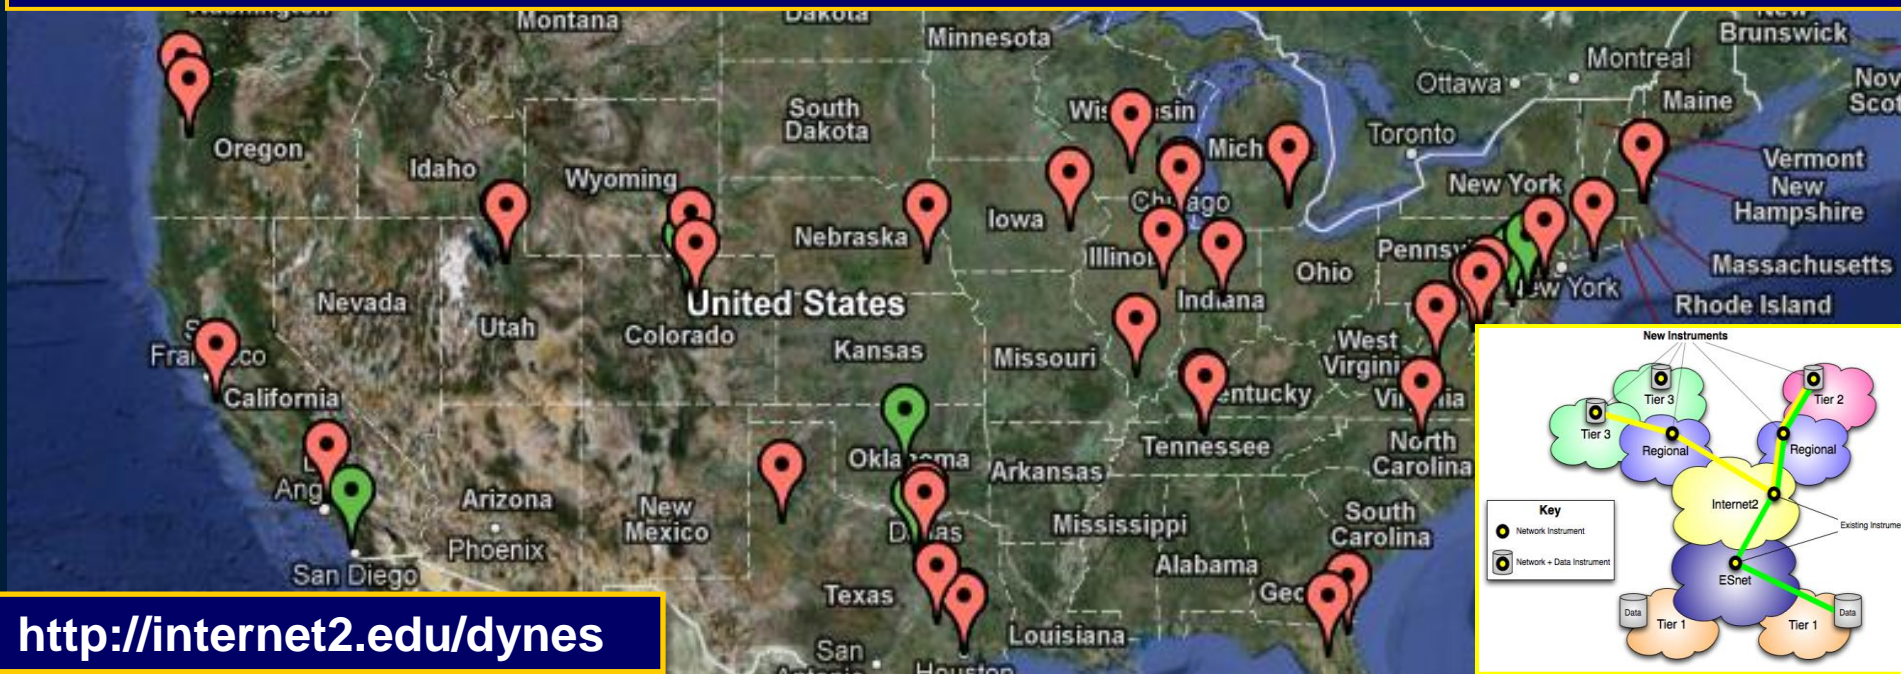 Washington
Montana
Dakota
Minnesota
New
Brunswick
Montreal
Ottawa
Maine
South
Dakota
Toronto
Oregon
Idaho
Wyoming
Vermont
New
Hampshire
New York
Iowa
Nebraska
Ohio
Massachusetts
Indiana
Rhode Island
United States
Nevada
Utah
Colorado
Kansas
Missouri
West
California
Tennessee
North
Carolina
Arkansas
Arizona
New
Mexico
Mississippi
South
Carolina
Phoenix
San Diego
Alabama
Texas
Louisiana
San
Houston
http://internet2.edu/dynes
New Instruments
Tier 3
Tier 2
Tier 3
Regional
Regional
Internet2
Key
Network Instrument
Network + Data Instrument
Existing
ESnet
Data
Data
Tier 1
Tier 1